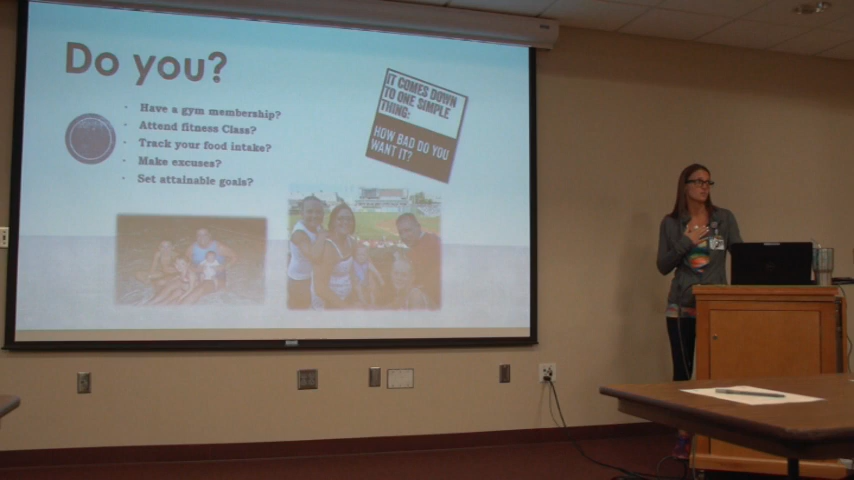 Do you?
· Have a gym membership?
· Attend fitness Class?
· Track your food intake?
· Make excuses?
· Set attainable goals?
IT COMES DOWN
TO ONE SIMPLE
THING:
HOW BAD DO YOU
WANT IT?